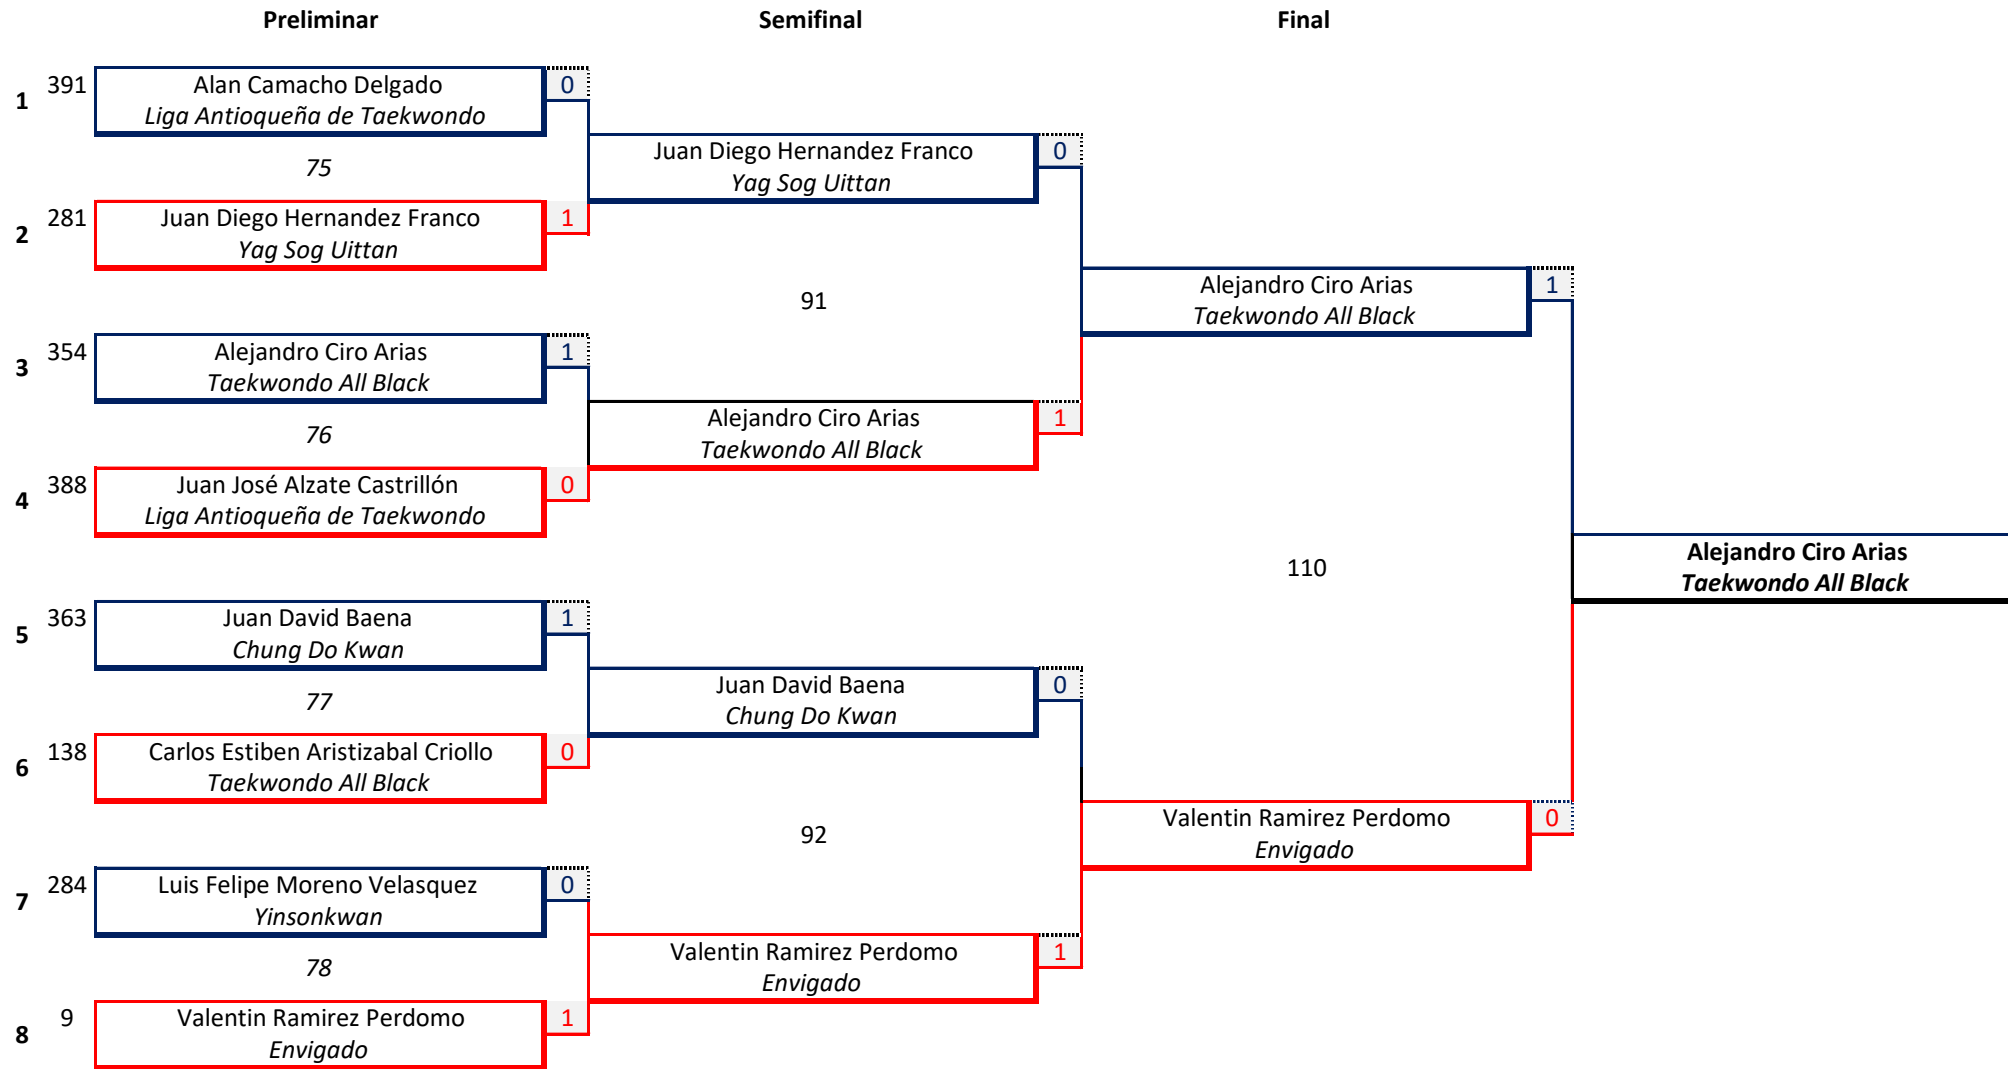 Preliminar Semifinal Final
1 391 Alan Camacho Delgado 0
Liga Antioqueña de Taekwondo
75
2 281 Juan Diego Hernandez Franco 1
Yag Sog Uittan
3 354 Alejandro Ciro Arias 1
Taekwondo All Black
76
4 388 Juan José Alzate Castrillón 0
Liga Antioqueña de Taekwondo
5 363 Juan David Baena 1
Chung Do Kwan
77
6 138 Carlos Estiben Aristizabal Criollo 0
Taekwondo All Black
7 284 Luis Felipe Moreno Velasquez 0
Yinsonkwan
78
8 9 Valentin Ramirez Perdomo 1
Envigado
Juan Diego Hernandez Franco 0
Yag Sog Uittan
91
Alejandro Ciro Arias 1
Taekwondo All Black
Juan David Baena 0
Chung Do Kwan
92
Valentin Ramirez Perdomo 1
Envigado
Alejandro Ciro Arias 1
Taekwondo All Black
110
Valentin Ramirez Perdomo 0
Envigado
Alejandro Ciro Arias
Taekwondo All Black